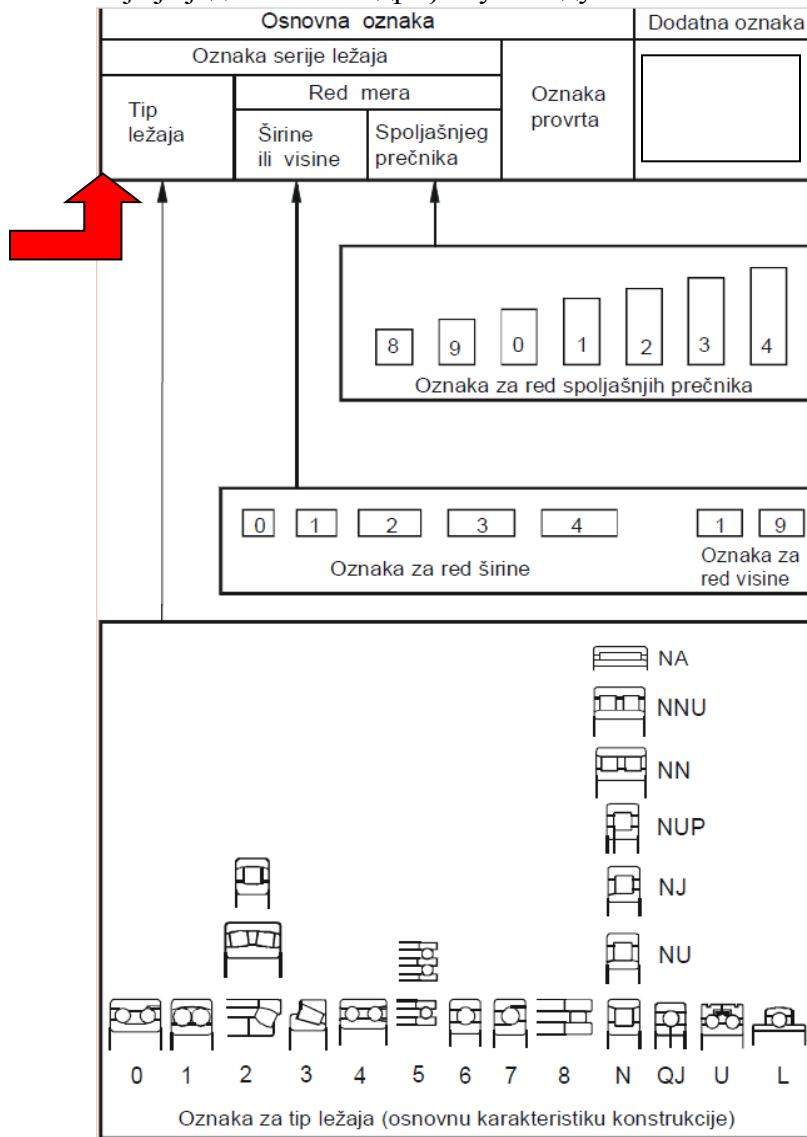 Osnovna oznaka
Dodatna oznaka
Oznaka serije ležaja
Tip
ležaja
Red mera
Oznaka
provrta
Širine
ili visine
Spoljašnjeg
prečnika
8 9 0 1 2 3 4
Oznaka za red spoljašnjih prečnika
0 1 2 3 4 1 9
Oznaka za red širine
Oznaka za
red visine
NA
NNU
NN
NUP
NJ
NU
0 1 2 3 4 5 6 7 8 N QJ U L
Oznaka za tip ležaja (osnovnu karakteristiku konstrukcije)